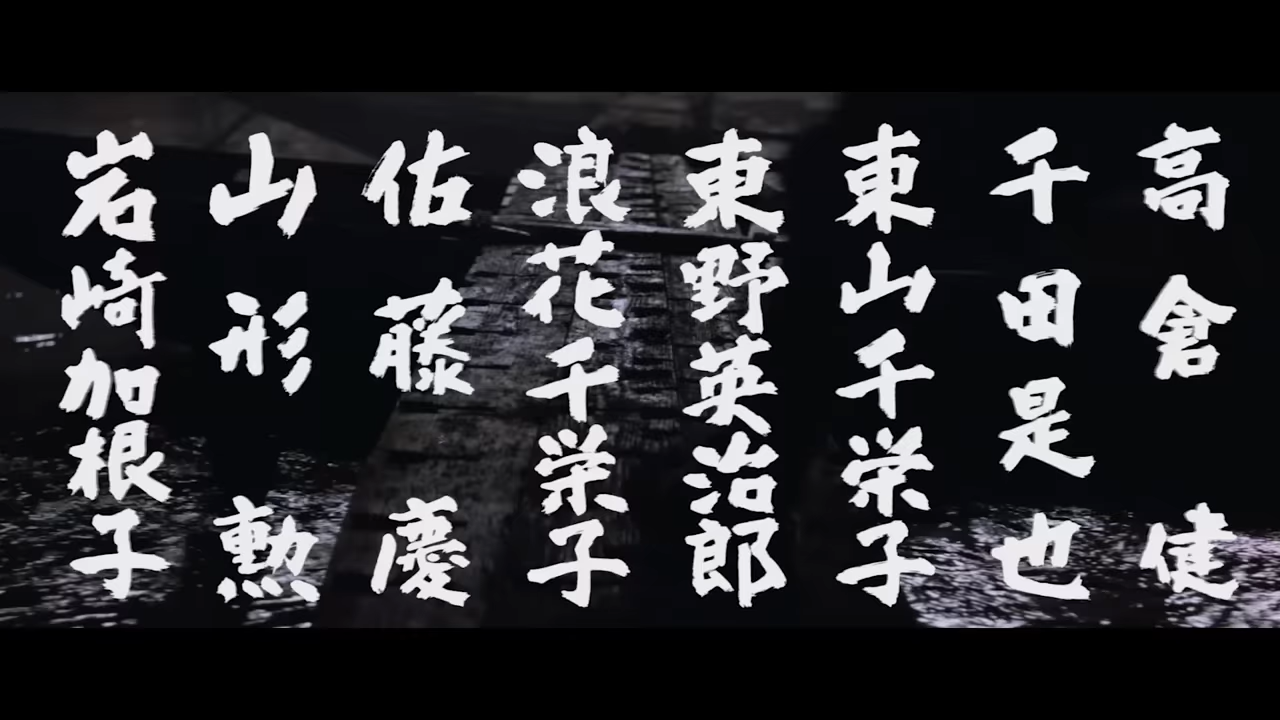 高倉健
千田是也
東山千栄子
東野英治郎
浪花千栄子
佐藤慶
山形勲
岩崎加根子